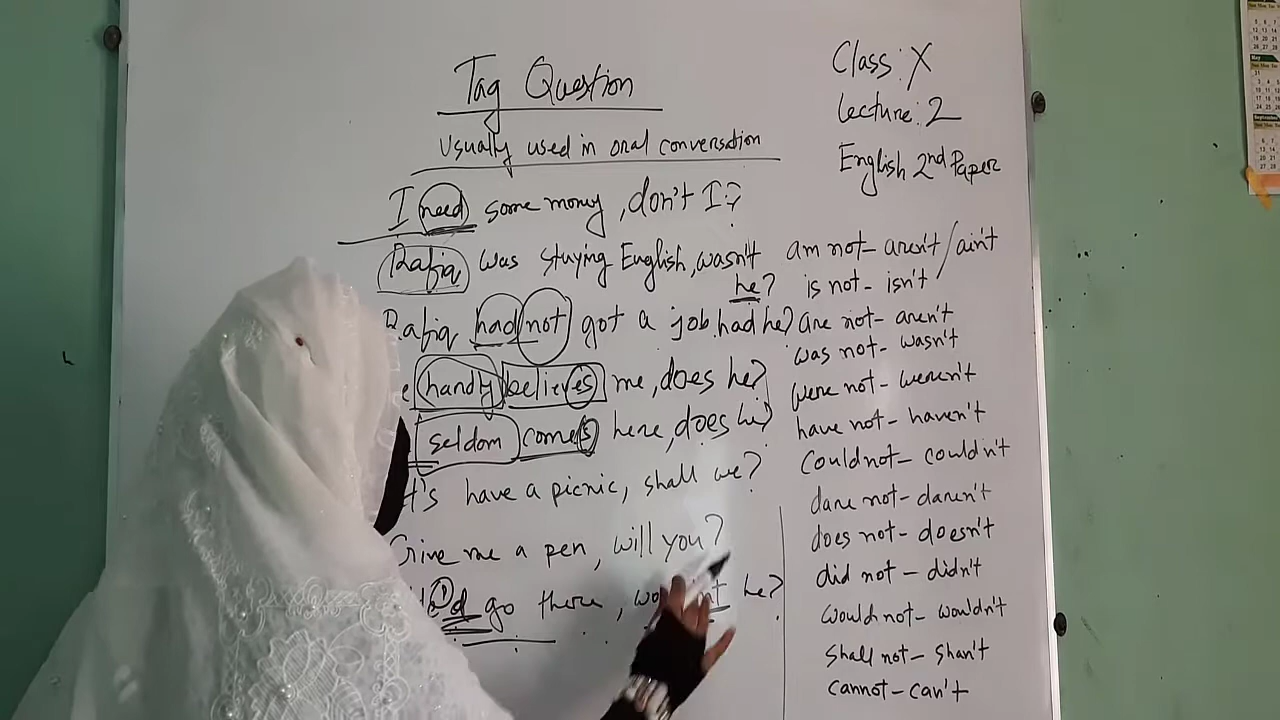 Tag Question
Usually used in oral conversation
I need some money, don't I?
Rafiq was stuying English, wasn't
he?
Rafiq had not got a job, had he?
handly believes me, does he?
seldom comes here, does he?
have a picnic, shall we?
Give me a pen, will you?
go there, he?
Class: X
Lecture: 2
English 2nd Paper
am not - aren't/ain't
is not - isn't
are not - aren't
was not - wasn't
were not - weren't
have not - haven't
Could not - couldn't
dare not - daren't
does not - doesn't
did not - didn't
would not - wouldn't
shall not - shan't
cannot - can't